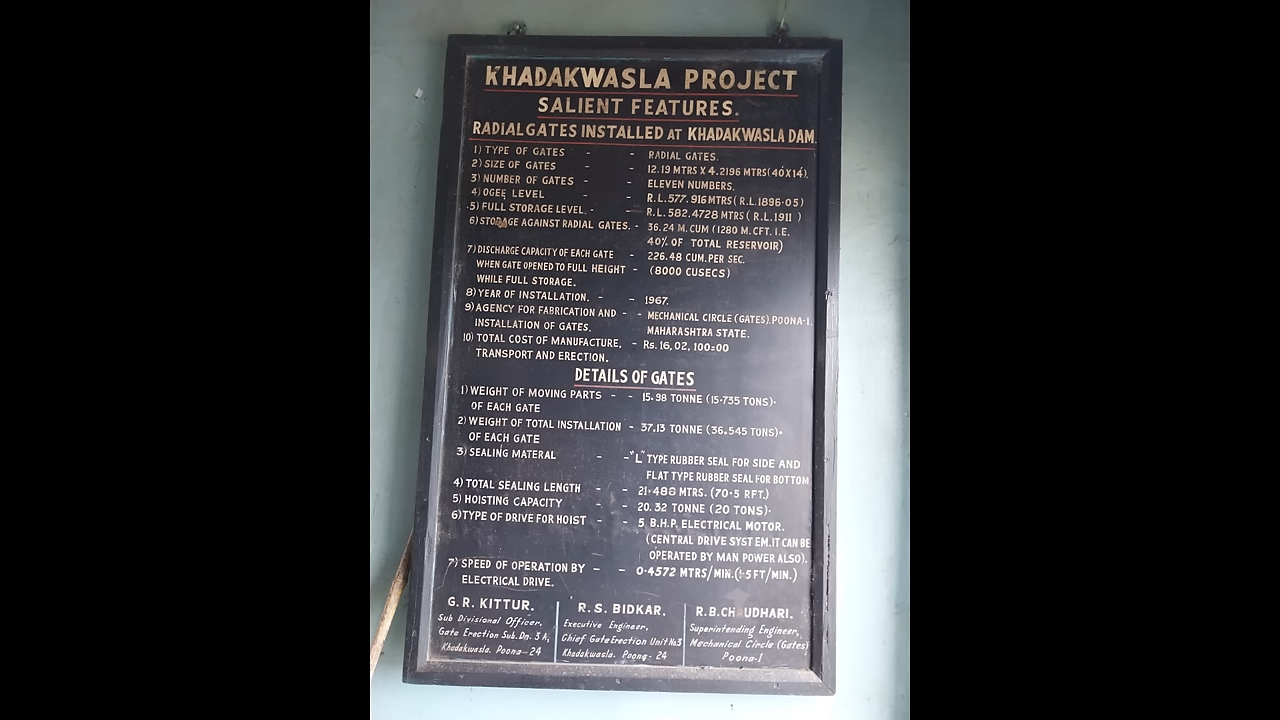 KHADAKWASLA PROJECT
SALIENT FEATURES.
RADIAL GATES INSTALLED AT KHADAKWASLA DAM.
1) TYPE OF GATES - - RADIAL GATES.
2) SIZE OF GATES - - 12.19 MTRS X 4.2196 MTRS (40'X14').
3) NUMBER OF GATES - - ELEVEN NUMBERS.
4) OGEE LEVEL - - R.L.577.916 MTRS ( R.L.1896.05)
5) FULL STORAGE LEVEL. - - R.L.582.4728 MTRS ( R.L.1911 )
6) STORAGE AGAINST RADIAL GATES. - 36.24 M.CUM (1280 M.CFT. I.E.
40% OF TOTAL RESERVOIR)
7) DISCHARGE CAPACITY OF EACH GATE - 226.48 CUM.PER SEC.
WHEN GATE OPENED TO FULL HEIGHT - (8000 CUSECS)
WHILE FULL STORAGE.
8) YEAR OF INSTALLATION. - - 1967.
9) AGENCY FOR FABRICATION AND - - MECHANICAL CIRCLE (GATES), POONA-1.
INSTALLATION OF GATES. MAHARASHTRA STATE.
10) TOTAL COST OF MANUFACTURE, - Rs. 16,02,100=00
TRANSPORT AND ERECTION.
DETAILS OF GATES
1) WEIGHT OF MOVING PARTS - - 15.98 TONNE (15.735 TONS).
OF EACH GATE
2) WEIGHT OF TOTAL INSTALLATION - 37.13 TONNE (36.545 TONS).
OF EACH GATE
3) SEALING MATERAL - - "L" TYPE RUBBER SEAL FOR SIDE AND
FLAT TYPE RUBBER SEAL FOR BOTTOM
4) TOTAL SEALING LENGTH - - 21.488 MTRS. (70.5 RFT.)
5) HOISTING CAPACITY - - 20.32 TONNE (20 TONS).
6) TYPE OF DRIVE FOR HOIST - - 5 B.H.P. ELECTRICAL MOTOR.
(CENTRAL DRIVE SYSTEM.IT CAN BE
OPERATED BY MAN POWER ALSO).
7) SPEED OF OPERATION BY - - 0.4572 MTRS/MIN.(1.5 FT/MIN.)
ELECTRICAL DRIVE.
G.R. KITTUR.
Sub Divisional Officer,
Gate Erection Sub. Dn. 3 A,
Khadakwasla, Poona-24
R.S. BIDKAR.
Executive Engineer,
Chief Gate Erection Unit No3
Khadakwasla. Poona-24
R.B. CHAUDHARI.
Superintending Engineer,
Mechanical Circle (Gates)
Poona-1